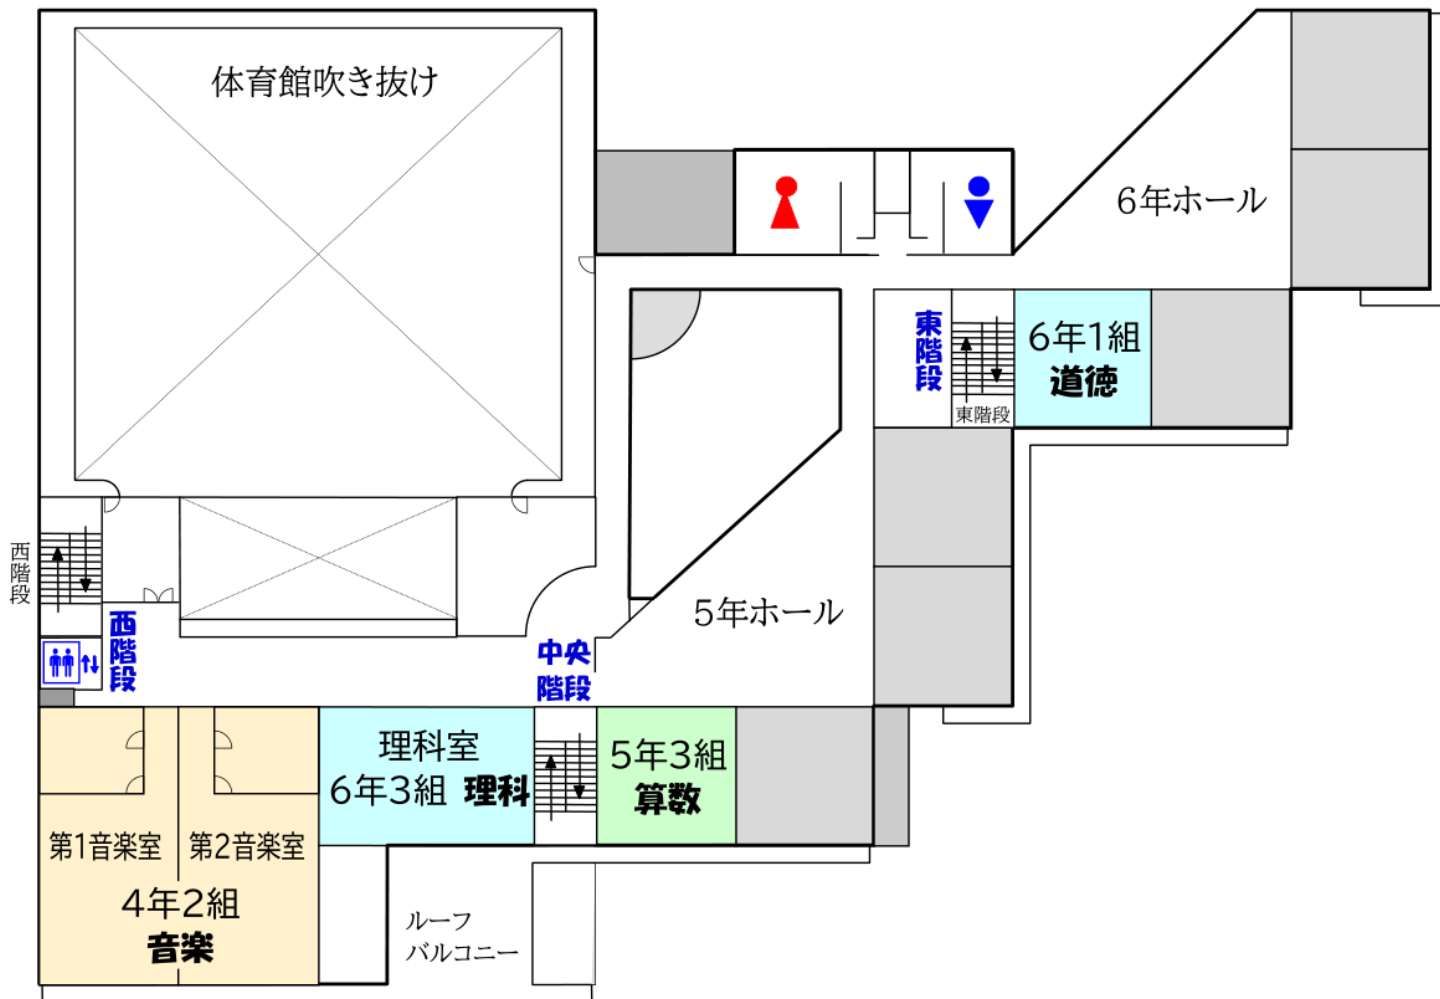 体育館吹き抜け
6年ホール
東階段
東階段
6年1組
道徳
西階段
西階段
5年ホール
中央
階段
理科室
6年3組 理科
5年3組
算数
第1音楽室
第2音楽室
4年2組
音楽
ルーフ
バルコニー